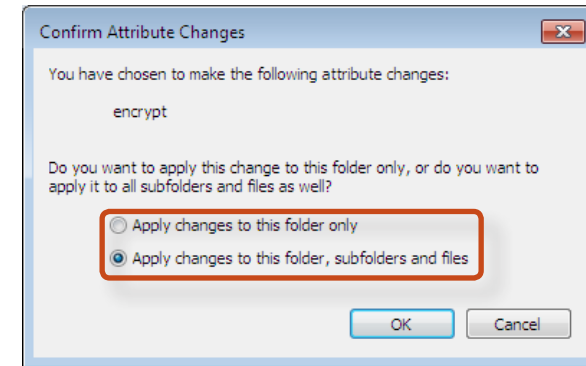 Confirm Attribute Changes
You have chosen to make the following attribute changes:
encrypt
Do you want to apply this change to this folder only, or do you want to
apply it to all subfolders and files as well?
Apply changes to this folder only
Apply changes to this folder, subfolders and files
OK
Cancel